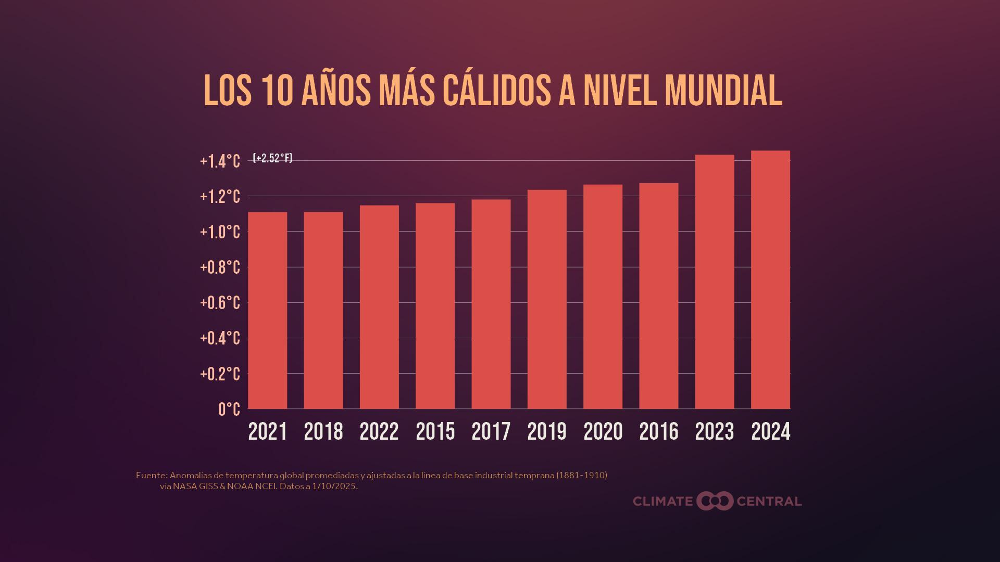 LOS 10 AÑOS MÁS CÁLIDOS A NIVEL MUNDIAL
+1.4°C (+2.52°F)
+1.2°C
+1.0°C
+0.8°C
+0.6°C
+0.4°C
+0.2°C
0°C
2021 2018 2022 2015 2017 2019 2020 2016 2023 2024
Fuente: Anomalías de temperatura global promediadas y ajustadas a la línea de base industrial temprana (1881-1910)
vía NASA GISS & NOAA NCEI. Datos a 1/10/2025.
CLIMATE CENTRAL